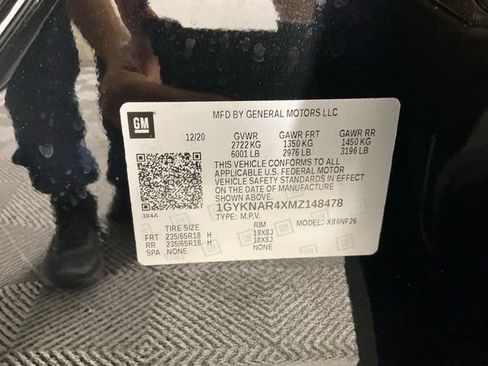 GM
MFD BY GENERAL MOTORS LLC
12/20 GVWR GAWR FRT GAWR RR
2722 KG 1350 KG 1450 KG
6001 LB 2976 LB 3196 LB
THIS VEHICLE CONFORMS TO ALL
APPLICABLE U.S. FEDERAL MOTOR
VEHICLE SAFETY STANDARDS IN EFFECT
ON THE DATE OF MANUFACTURE
SHOWN ABOVE.
1GYKNAR4XMZ148478
394A TYPE: M.P.V. MODEL: X86NF26
TIRE SIZE RIM
FRT 235/65R18 H 18X8J
RR 235/65R18 H 18X8J
SPA NONE NONE